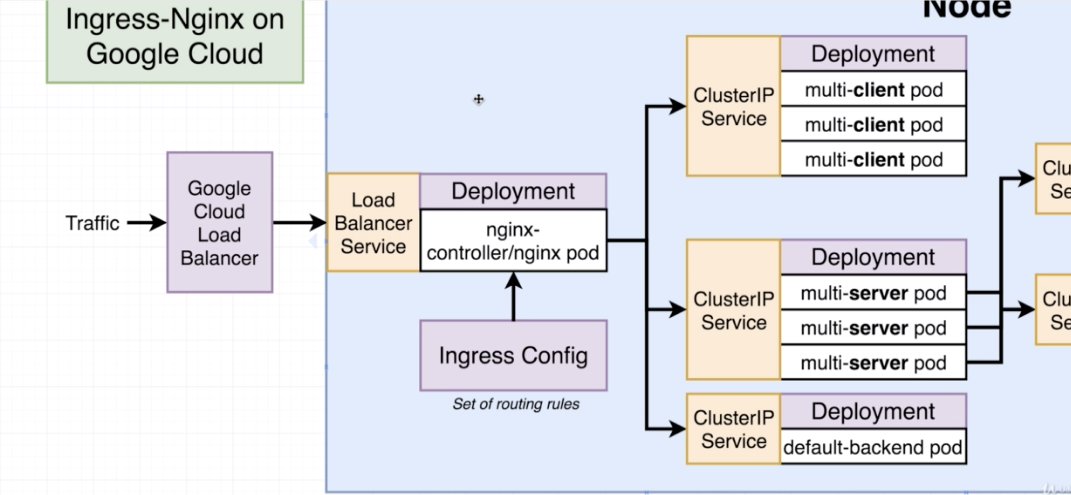 Ingress-Nginx on
Google Cloud
Node
Traffic
Google
Cloud
Load
Balancer
Load
Balancer
Service
Deployment
nginx-
controller/nginx pod
Ingress Config
Set of routing rules
ClusterIP
Service
Deployment
multi-client pod
multi-client pod
multi-client pod
ClusterIP
Service
Deployment
multi-server pod
multi-server pod
multi-server pod
ClusterIP
Service
Deployment
default-backend pod
Clu
Se
Clu
Se